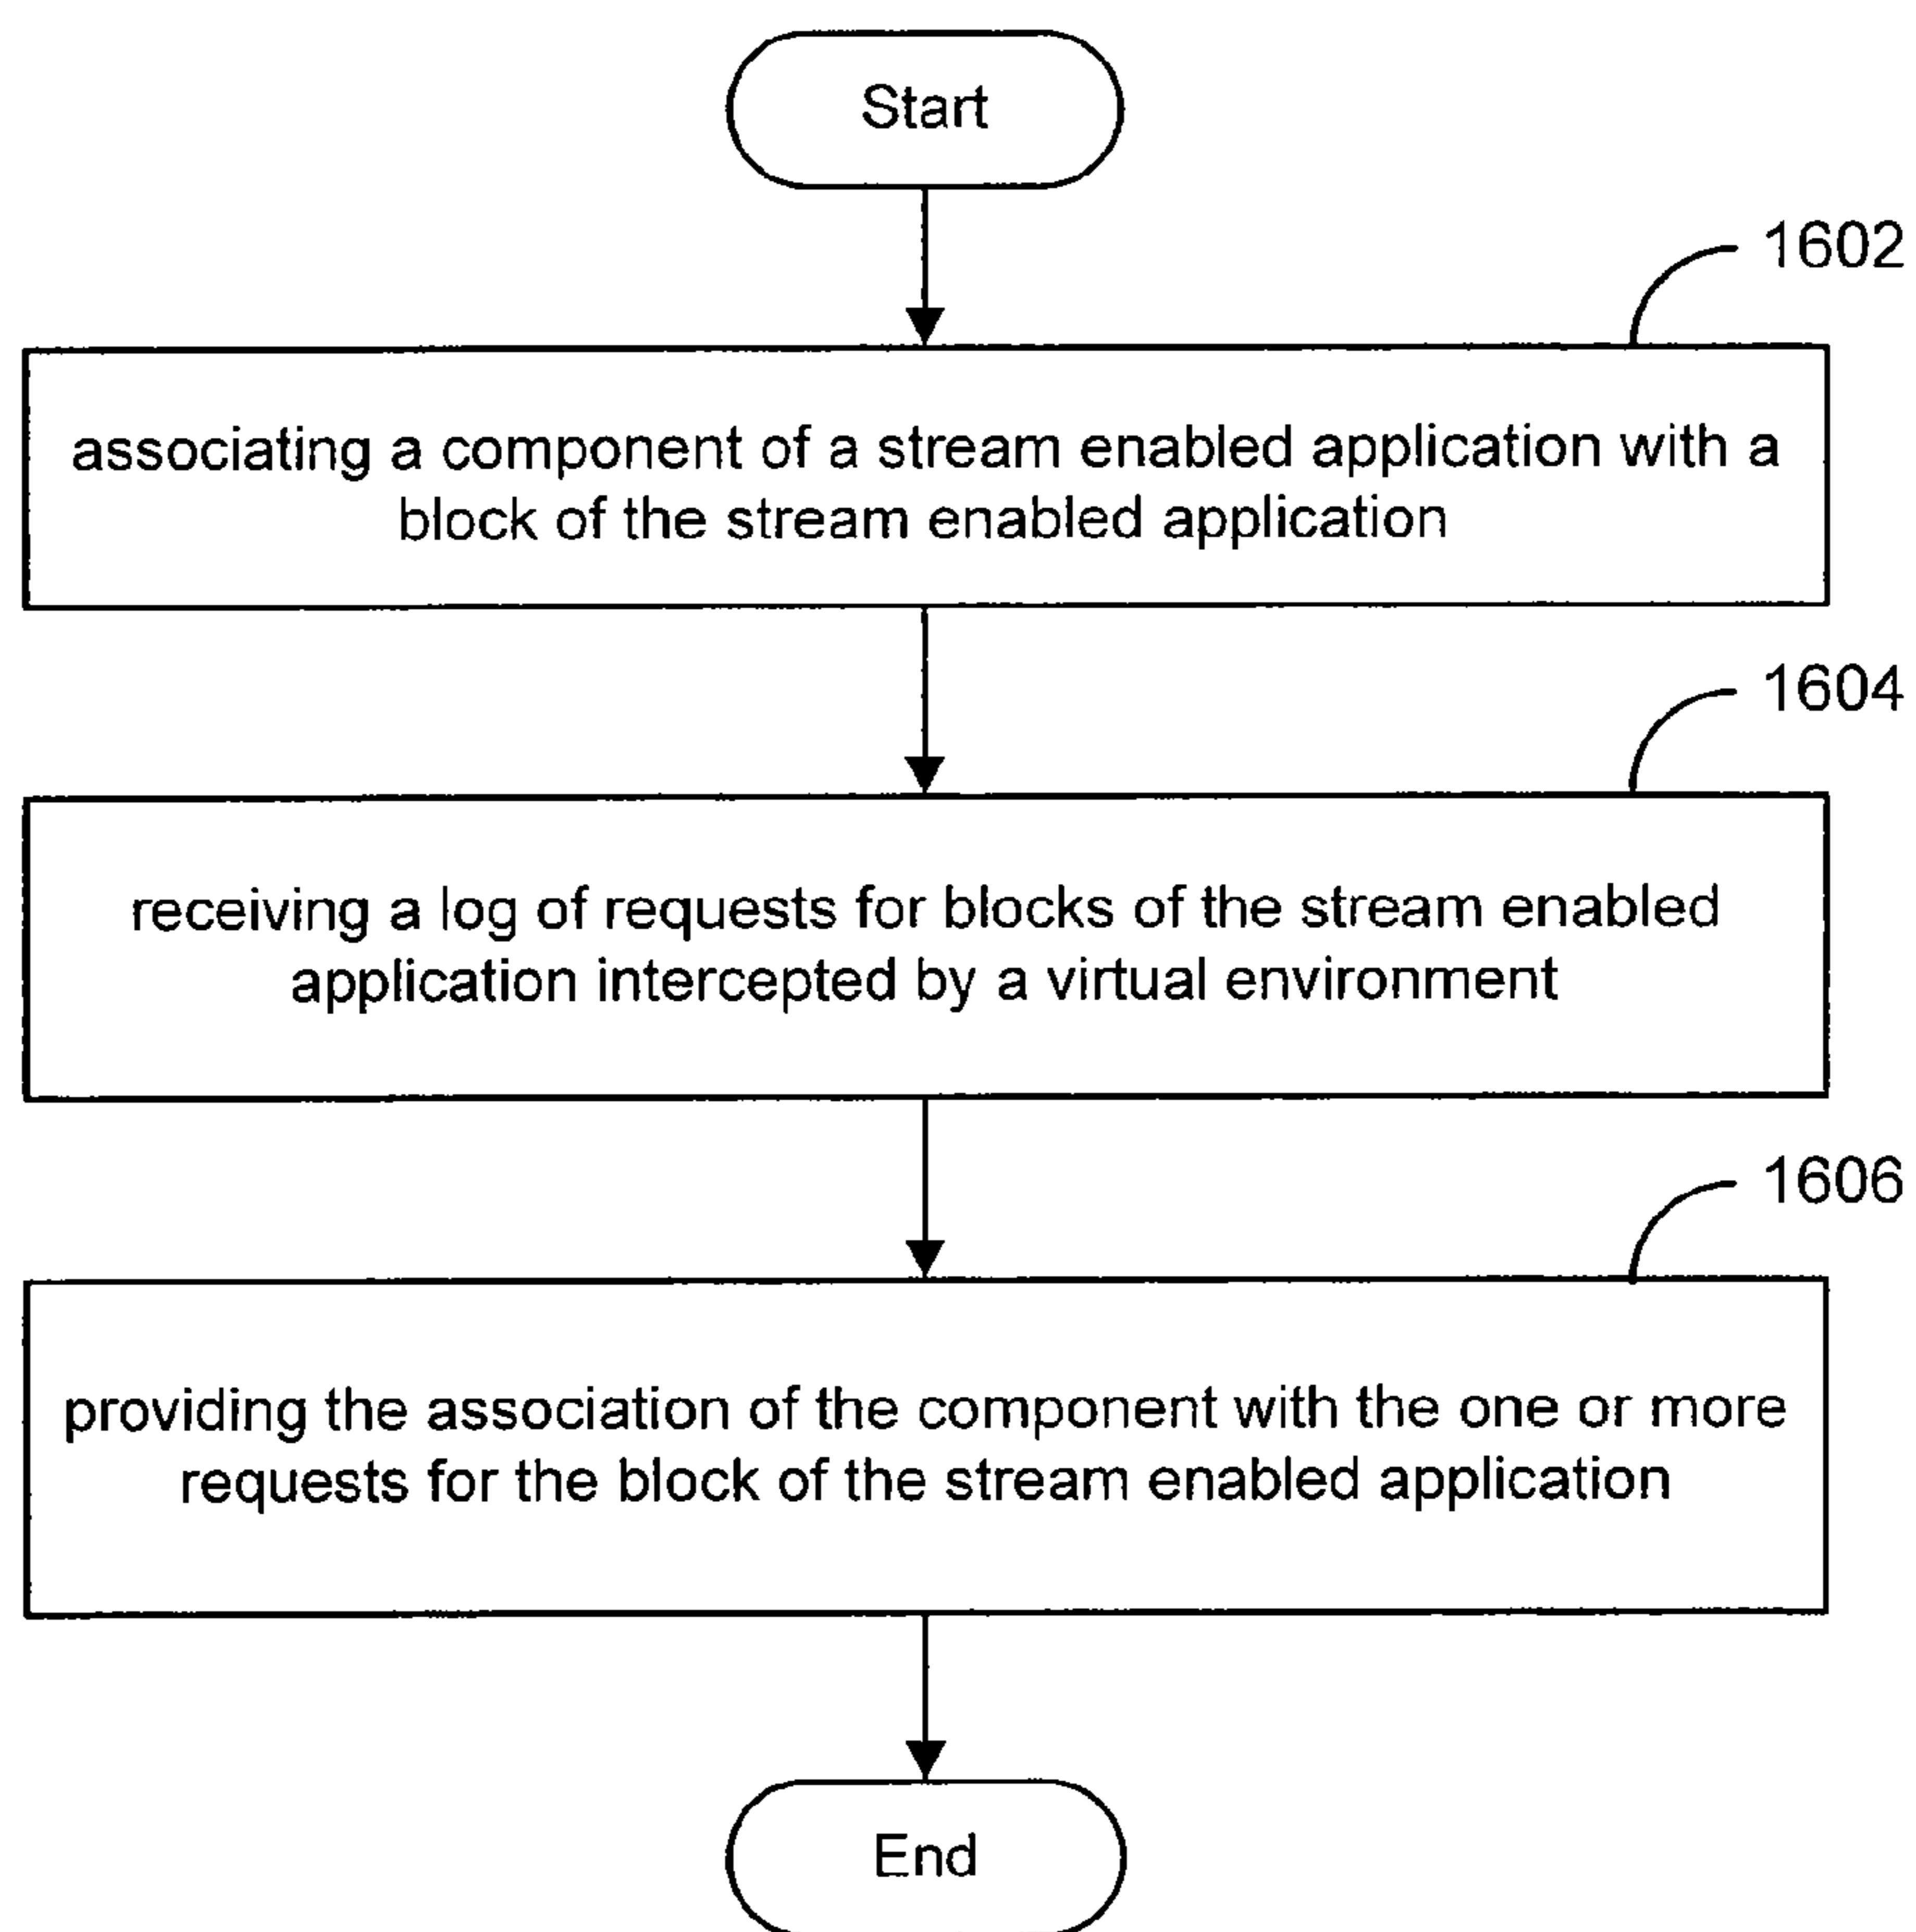 Start
1602
associating a component of a stream enabled application with a
block of the stream enabled application
1604
receiving a log of requests for blocks of the stream enabled
application intercepted by a virtual environment
1606
providing the association of the component with the one or more
requests for the block of the stream enabled application
End